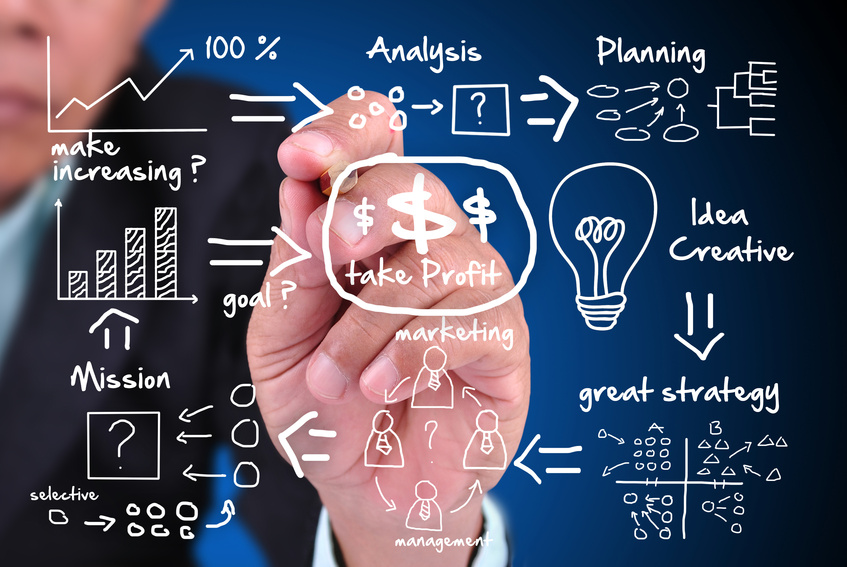 100 %
Analysis
Planning
?
make
increasing ?
$ $ $
take Profit
Idea
Creative
goal ?
marketing
Mission
great strategy
A B
?
?
selective
management